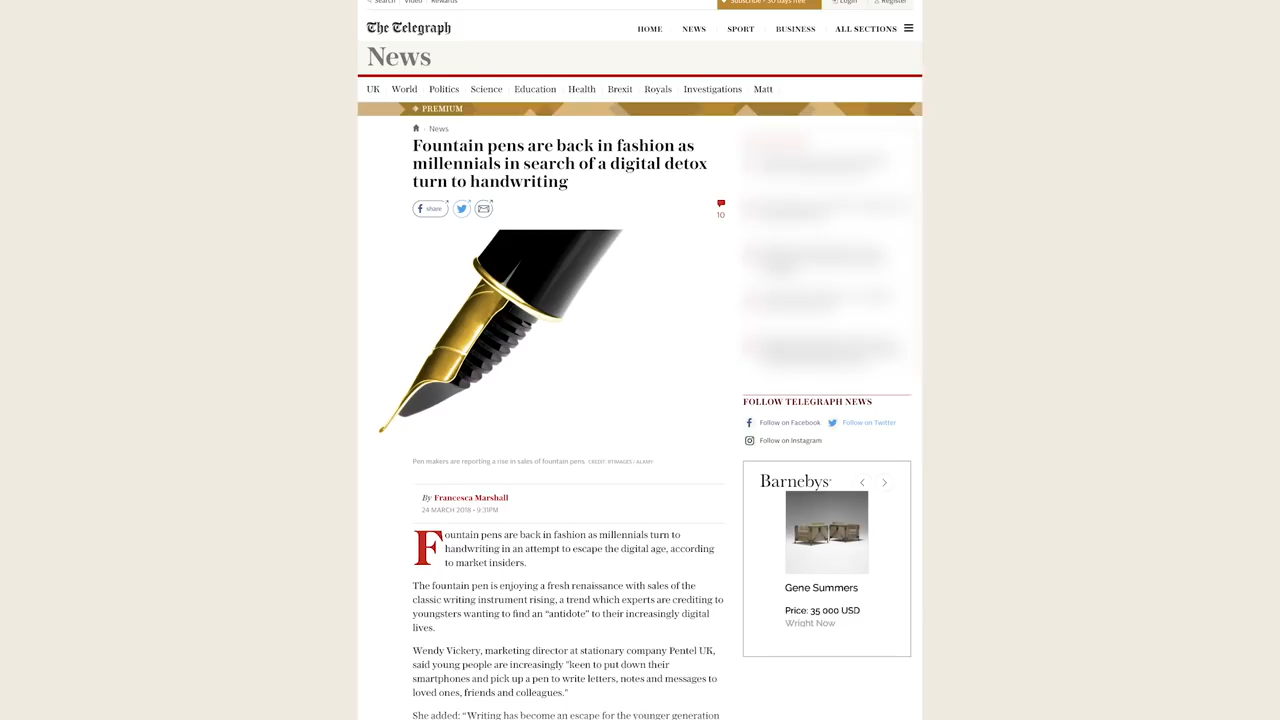 Search Video Rewards
Subscribe - 30 days free
Login Register
The Telegraph
HOME NEWS SPORT BUSINESS ALL SECTIONS
News
UK World Politics Science Education Health Brexit Royals Investigations Matt
PREMIUM
News
Fountain pens are back in fashion as
millennials in search of a digital detox
turn to handwriting
share
10
Pen makers are reporting a rise in sales of fountain pens CREDIT: RTIMAGES / ALAMY
By Francesca Marshall
24 MARCH 2018 • 9:31PM
Fountain pens are back in fashion as millennials turn to
handwriting in an attempt to escape the digital age, according
to market insiders.
The fountain pen is enjoying a fresh renaissance with sales of the
classic writing instrument rising, a trend which experts are crediting to
youngsters wanting to find an “antidote” to their increasingly digital
lives.
Wendy Vickery, marketing director at stationary company Pentel UK,
said young people are increasingly "keen to put down their
smartphones and pick up a pen to write letters, notes and messages to
loved ones, friends and colleagues."
She added: “Writing has become an escape for the younger generation
FOLLOW TELEGRAPH NEWS
Follow on Facebook Follow on Twitter
Follow on Instagram
Barnebys
Gene Summers
Price: 35 000 USD
Wright Now